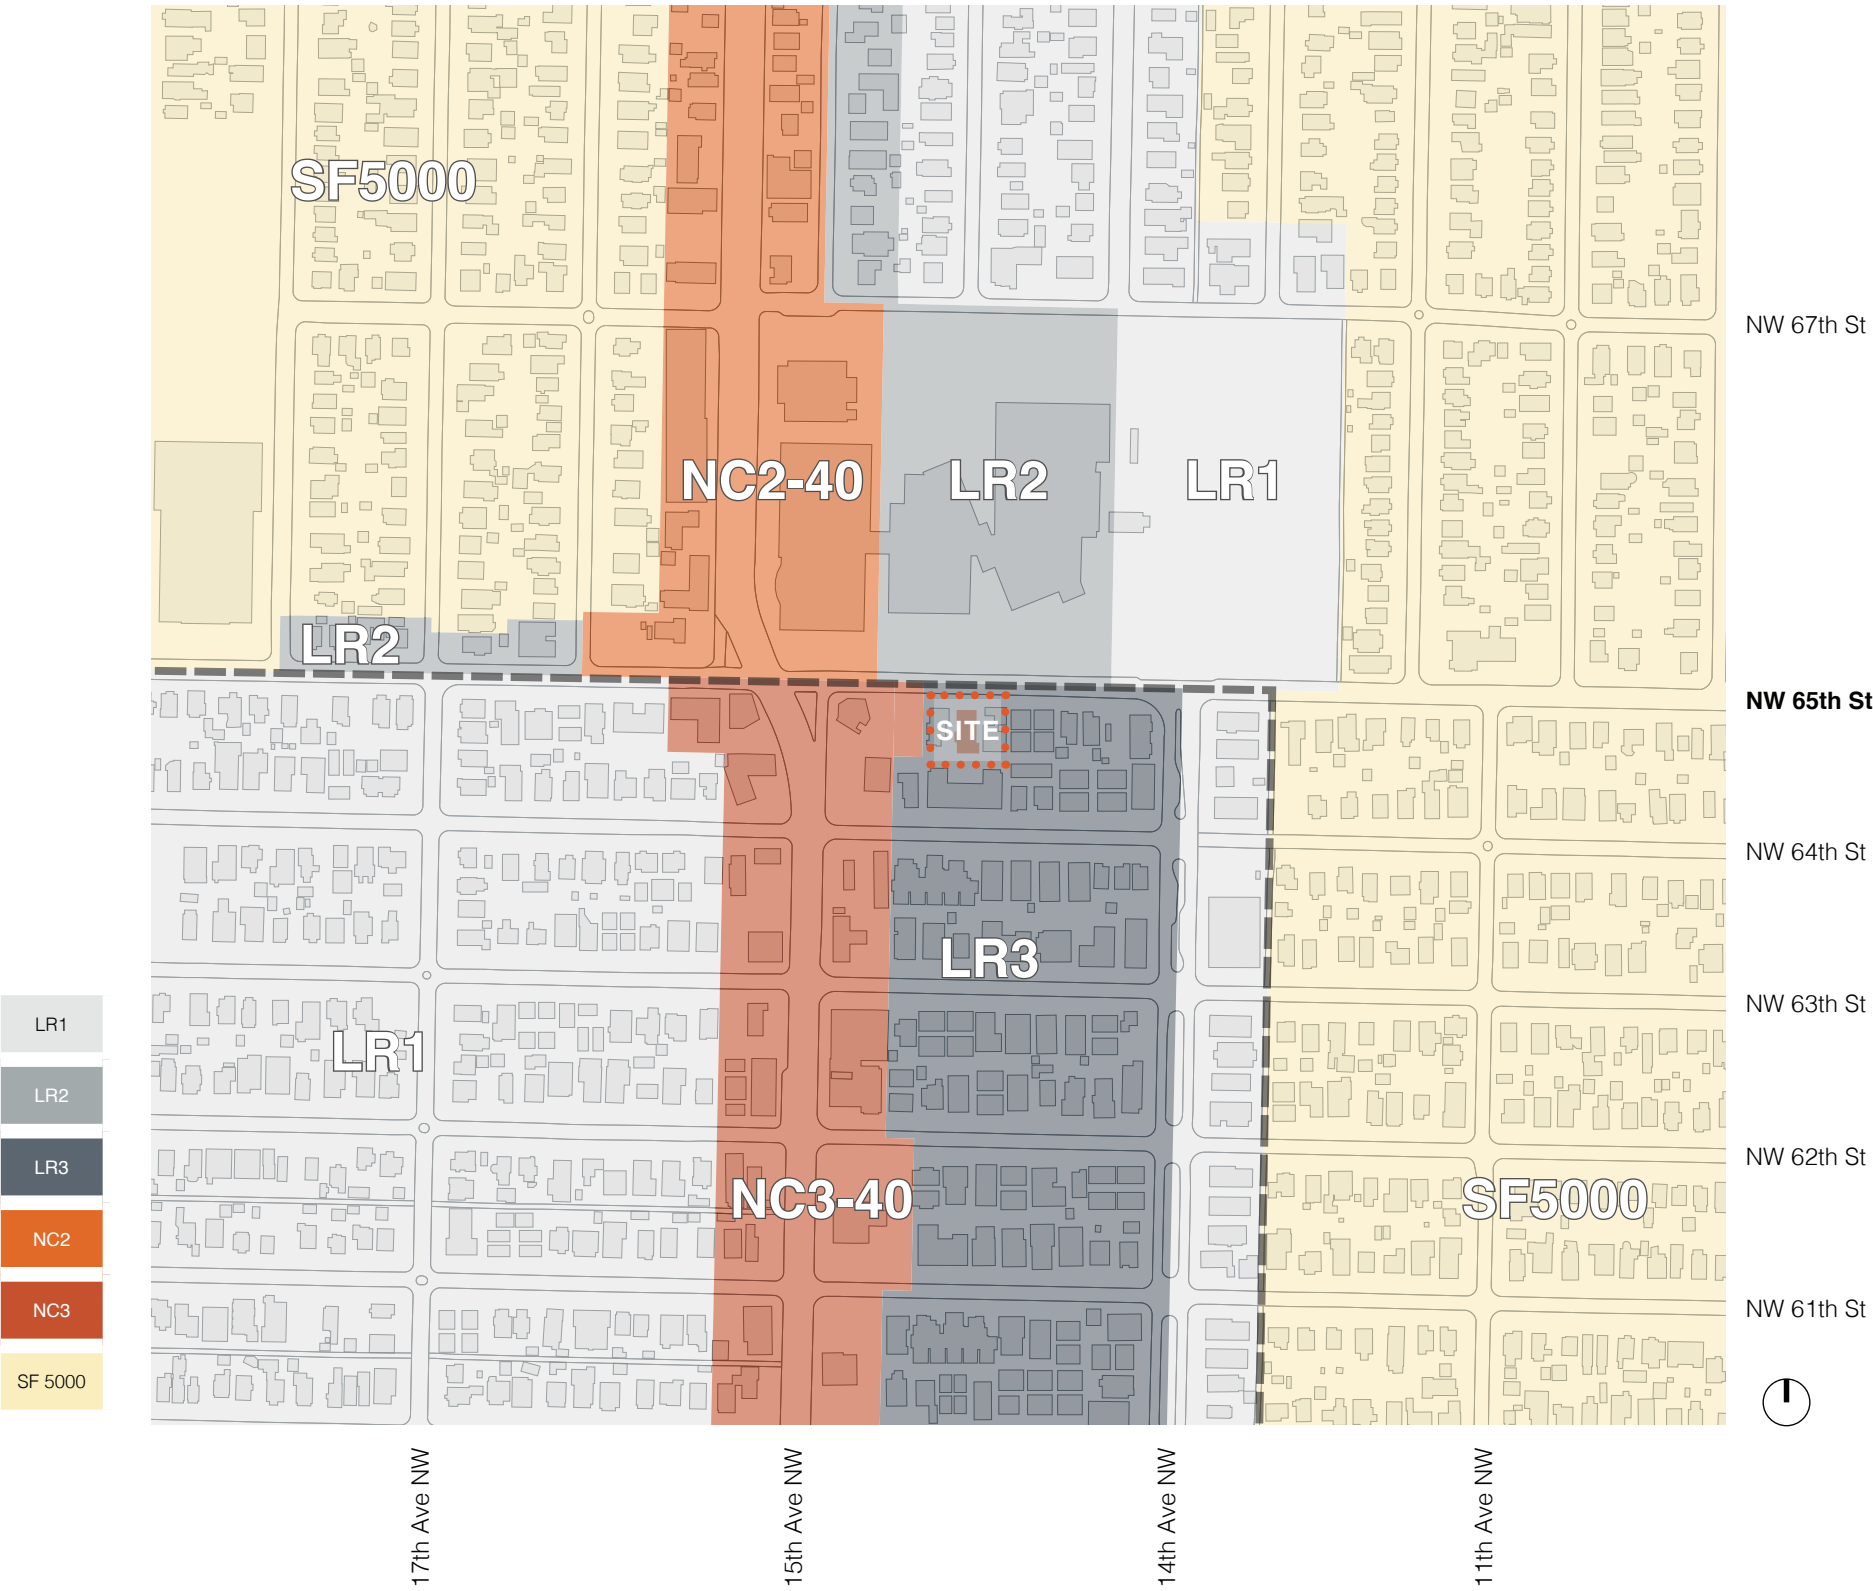 SF5000
NW 67th St
NC2-40
LR2
LR1
LR2
NW 65th St
SITE
NW 64th St
LR3
NW 63th St
LR1
LR1
LR2
LR3
NC2
NC3
SF 5000
NW 62th St
NC3-40
SF5000
NW 61th St
17th Ave NW
15th Ave NW
14th Ave NW
11th Ave NW